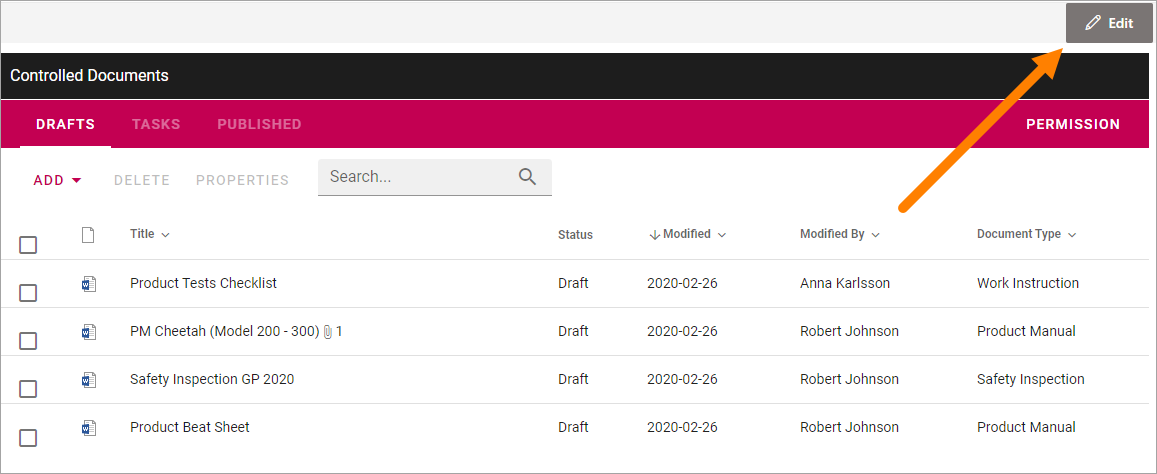 Edit
Controlled Documents
DRAFTS TASKS PUBLISHED PERMISSION
ADD DELETE PROPERTIES Search...
Title Status Modified Modified By Document Type
Product Tests Checklist Draft 2020-02-26 Anna Karlsson Work Instruction
PM Cheetah (Model 200 - 300) 1 Draft 2020-02-26 Robert Johnson Product Manual
Safety Inspection GP 2020 Draft 2020-02-26 Robert Johnson Safety Inspection
Product Beat Sheet Draft 2020-02-26 Robert Johnson Product Manual